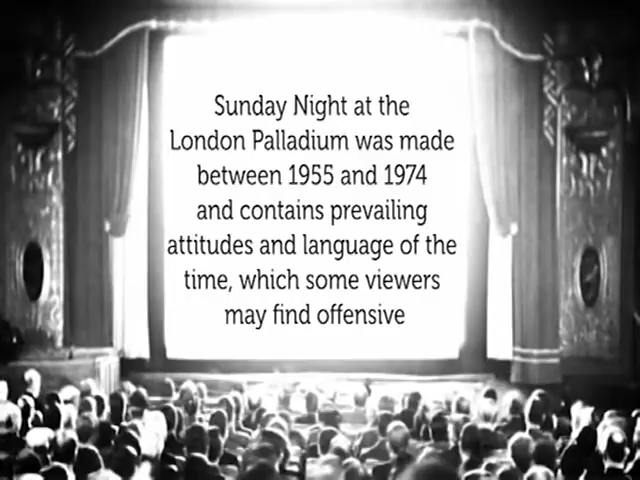 Sunday Night at the
London Palladium was made
between 1955 and 1974
and contains prevailing
attitudes and language of the
time, which some viewers
may find offensive